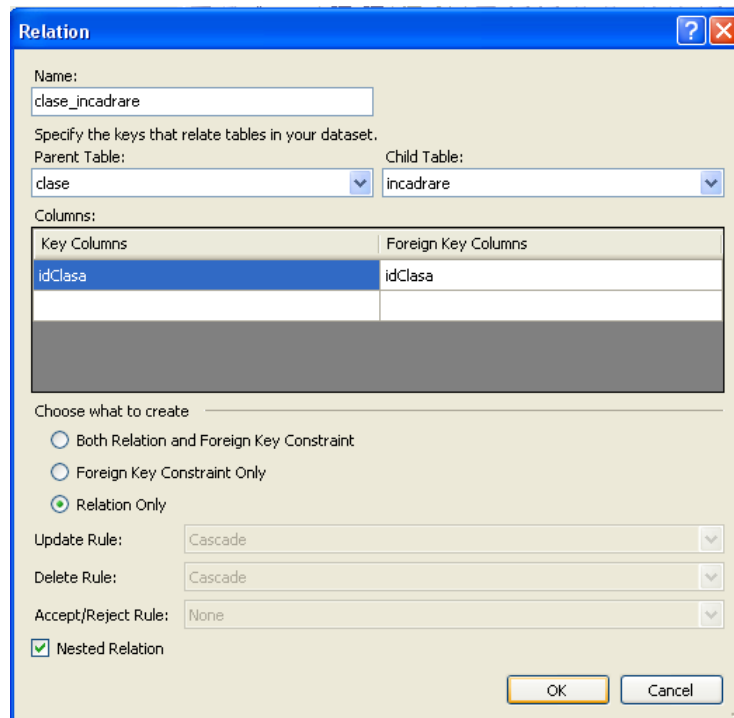 Relation
Name:
clase_incadrare
Specify the keys that relate tables in your dataset.
Parent Table: Child Table:
clase incadrare
Columns:
Key Columns Foreign Key Columns
idClasa idClasa
Choose what to create
Both Relation and Foreign Key Constraint
Foreign Key Constraint Only
Relation Only
Update Rule: Cascade
Delete Rule: Cascade
Accept/Reject Rule: None
Nested Relation
OK Cancel